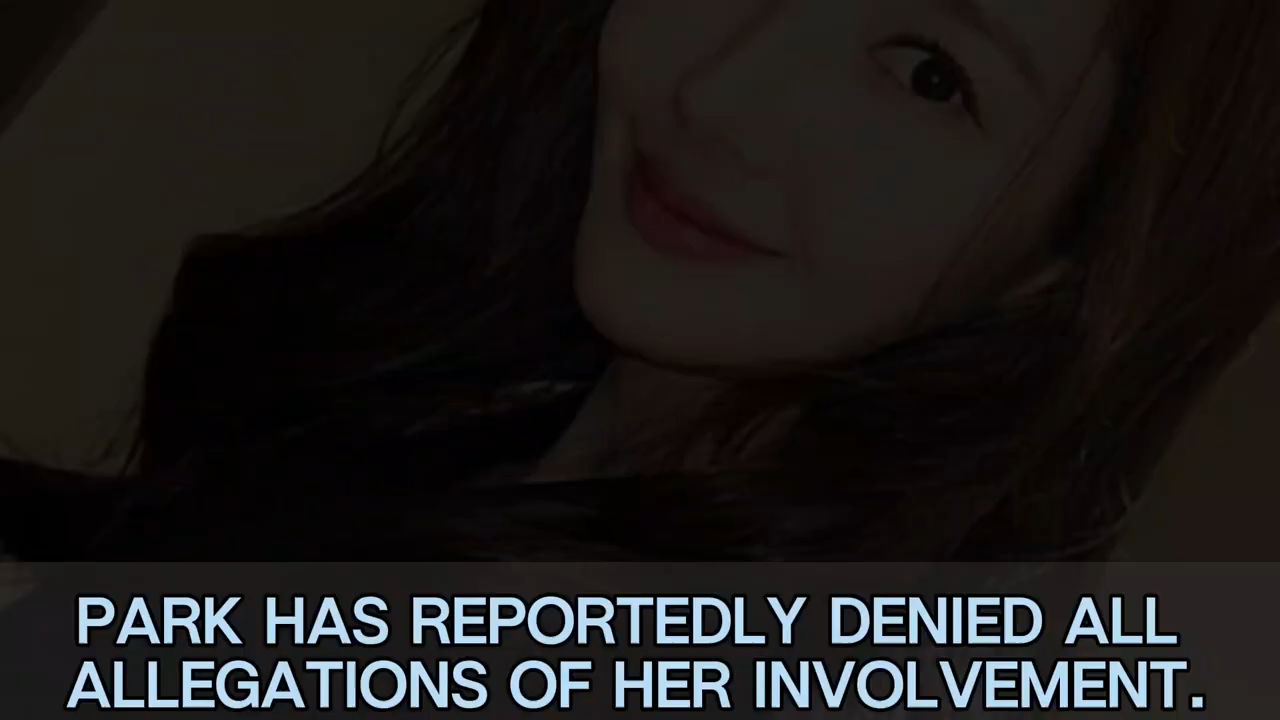 PARK HAS REPORTEDLY DENIED ALL
ALLEGATIONS OF HER INVOLVEMENT.